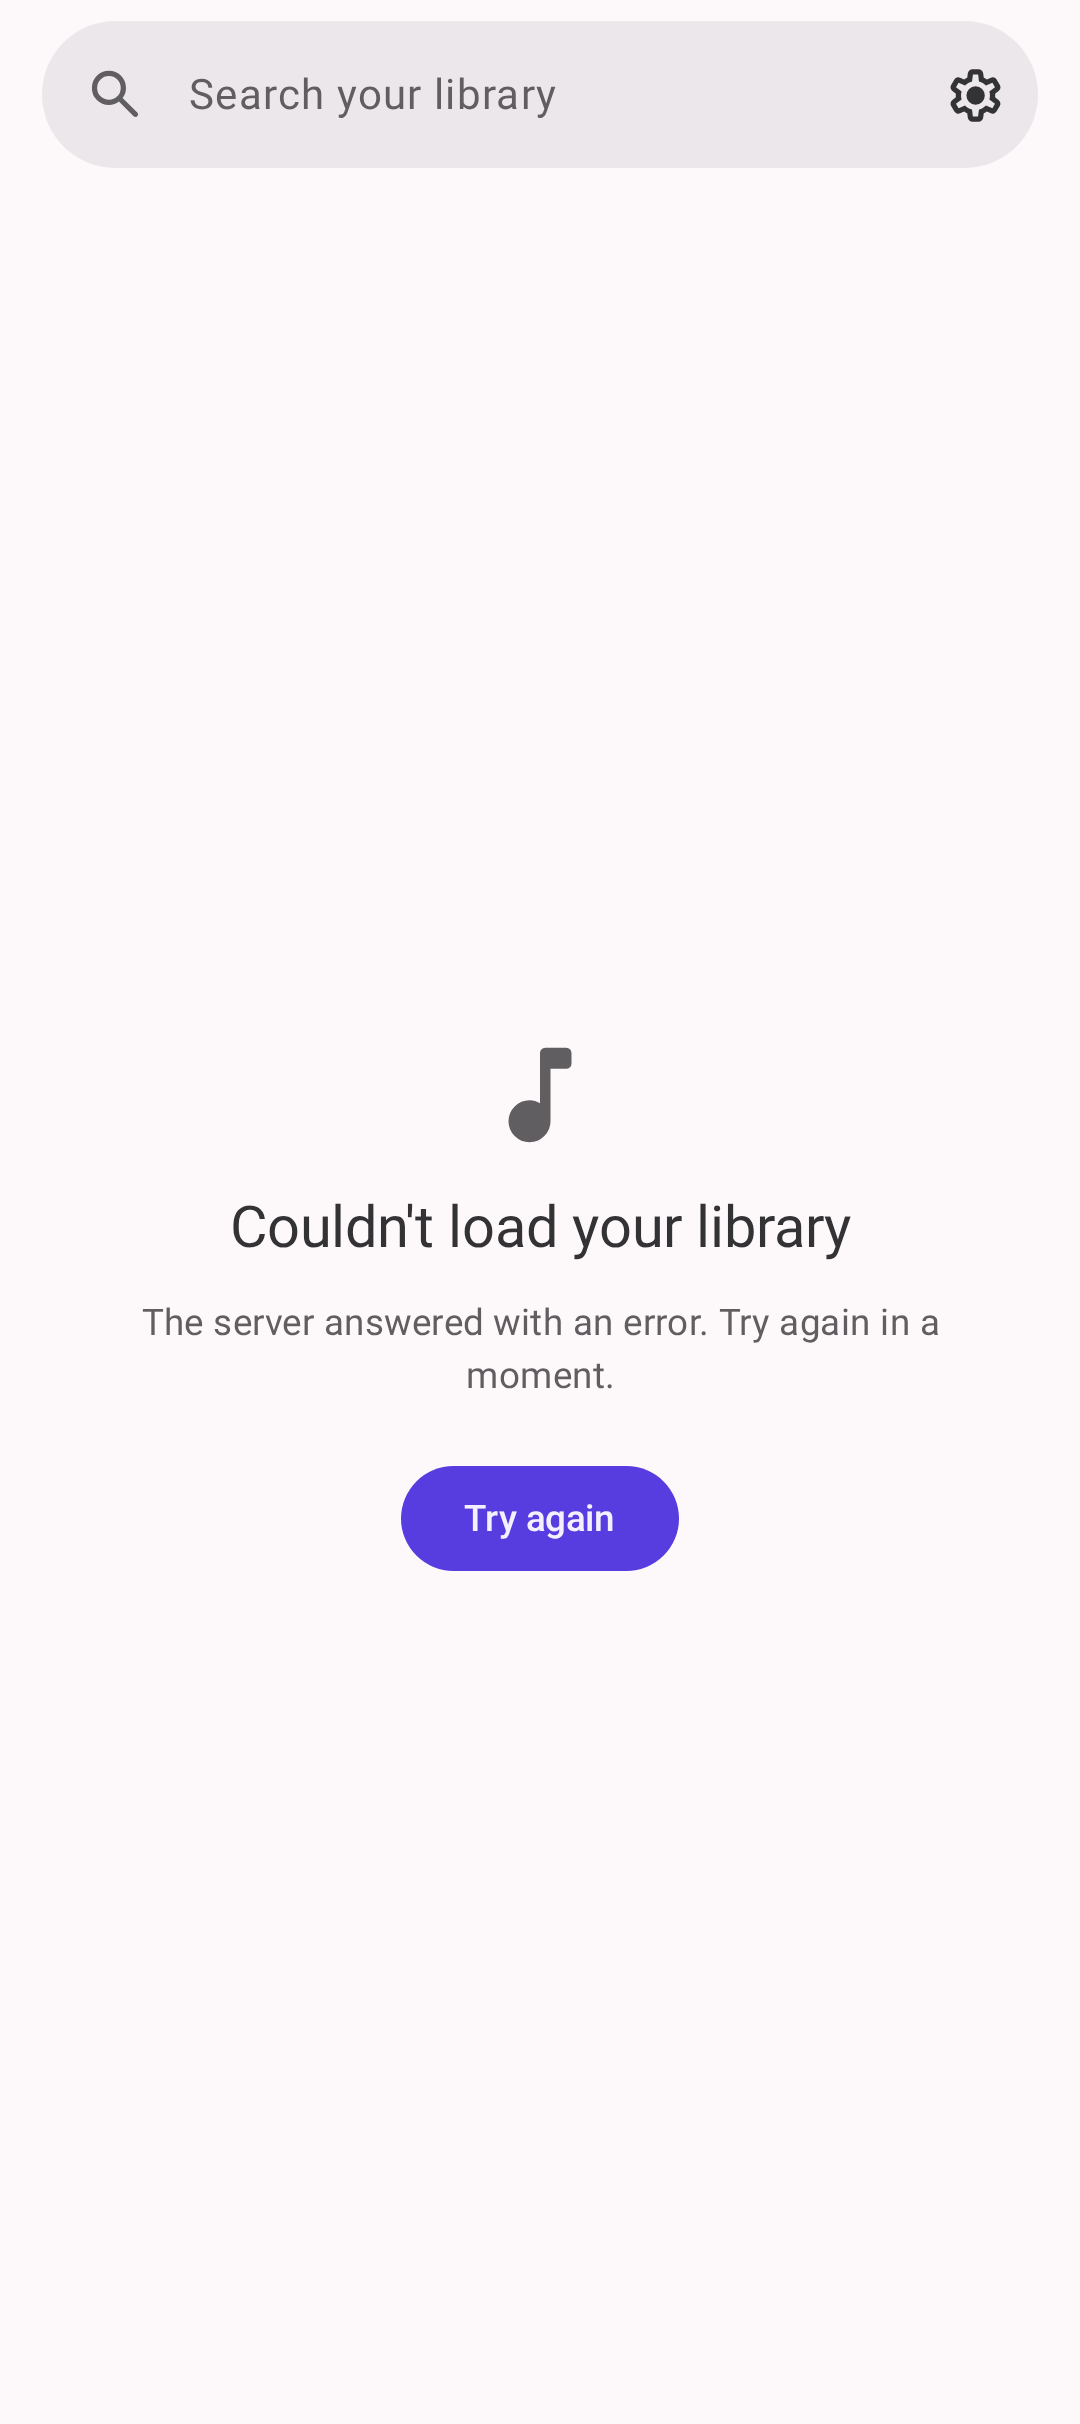 Search your library
Couldn't load your library
The server answered with an error. Try again in a
moment.
Try again